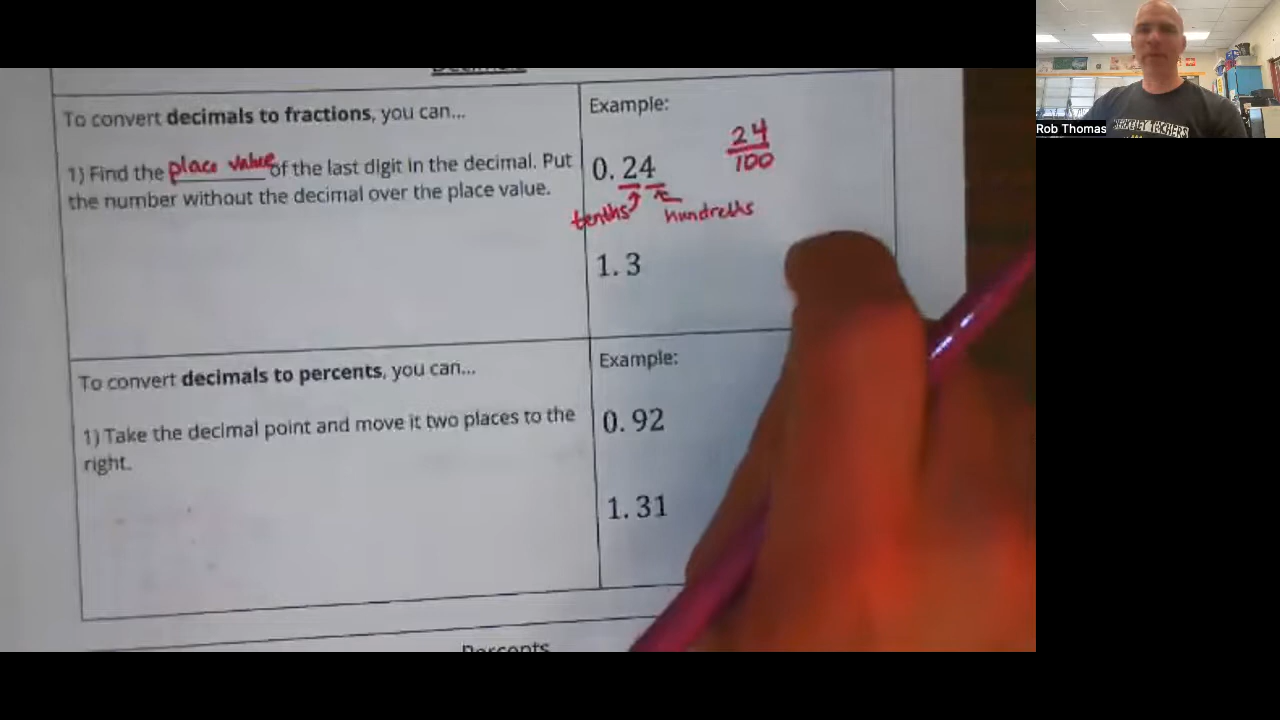 To convert decimals to fractions, you can...
1) Find the place value of the last digit in the decimal. Put
the number without the decimal over the place value.
Example:
24
100
0. 24
tenths
hundredths
1. 3
To convert decimals to percents, you can...
1) Take the decimal point and move it two places to the
right.
Example:
0. 92
1. 31
Percents
Rob Thomas
BERKELEY TEACHERS